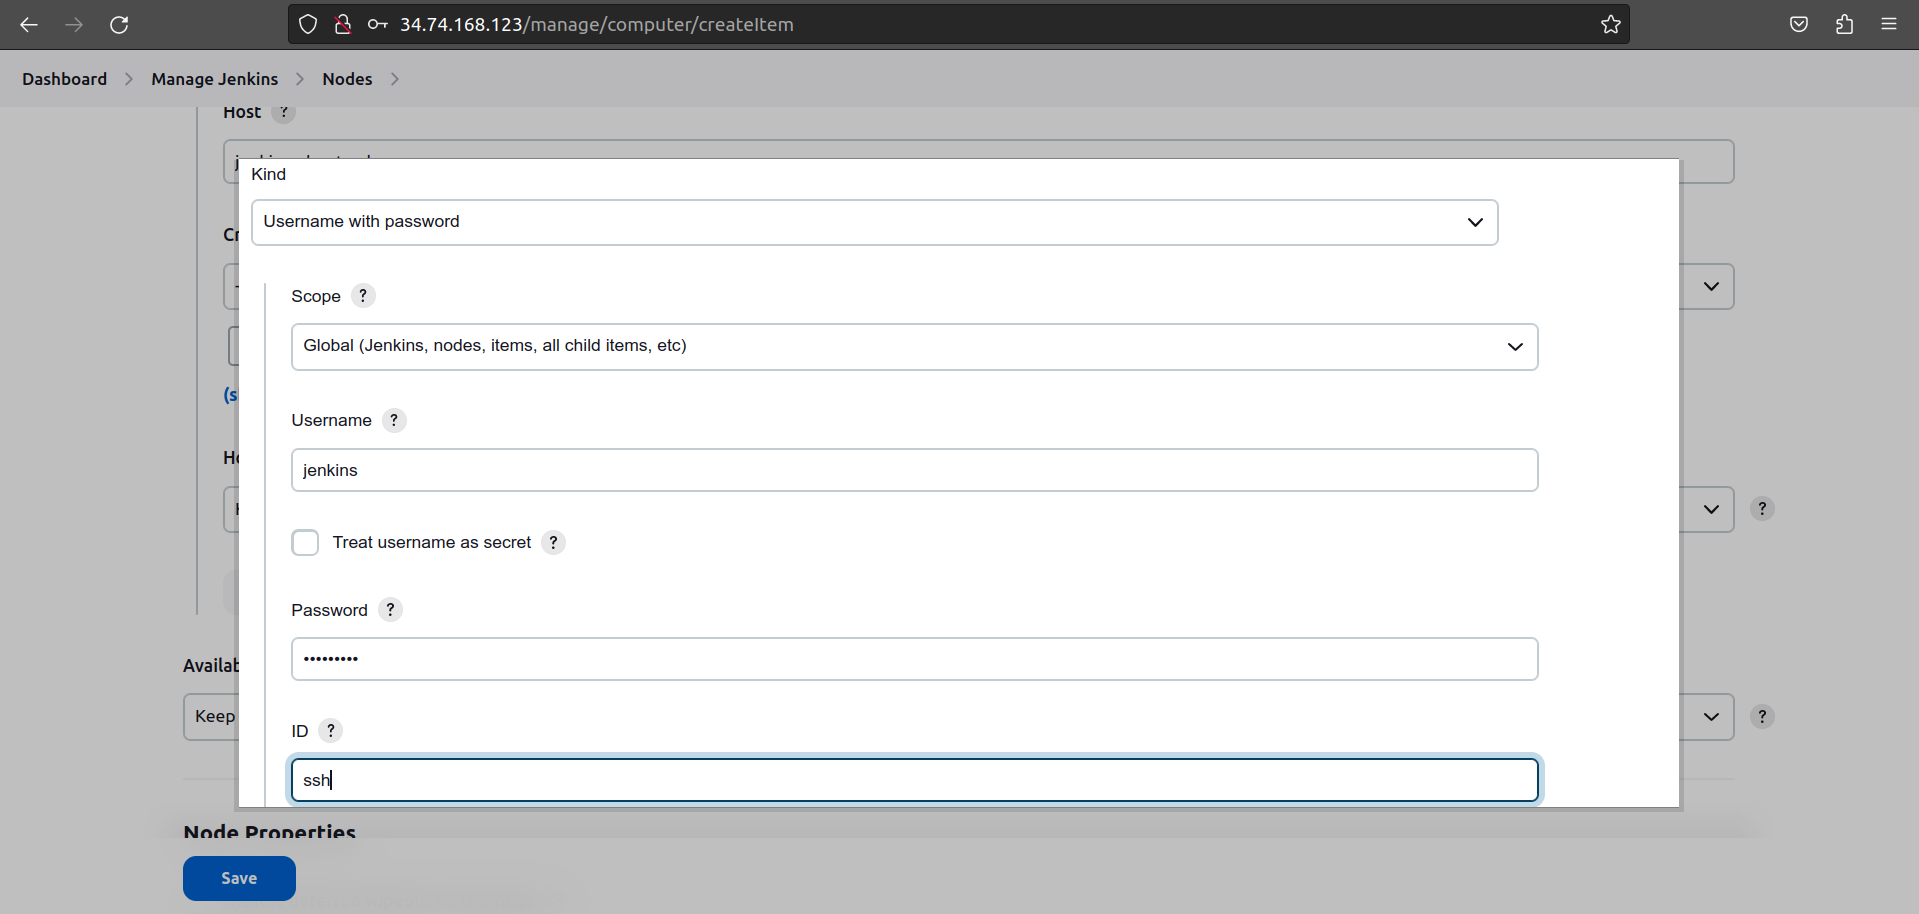 34.74.168.123/manage/computer/createItem
Dashboard > Manage Jenkins > Nodes >
Host ?
Kind
Username with password
Scope ?
Global (Jenkins, nodes, items, all child items, etc)
Username ?
jenkins
Treat username as secret ?
?
Password ?
•••••••••
Keep
?
ID ?
ssh
Node Properties
Save